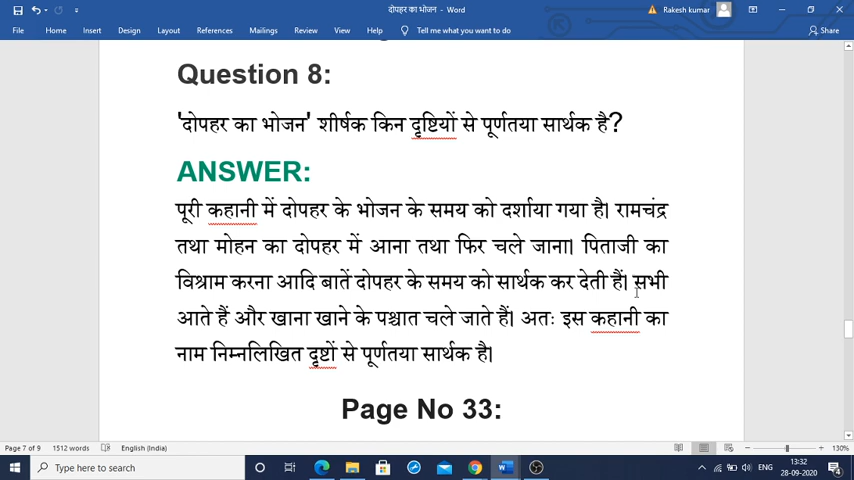 दोपहर का भोजन - Word
Rakesh kumar
File Home Insert Design Layout References Mailings Review View Help Tell me what you want to do Share
Question 8:
'दोपहर का भोजन' शीर्षक किन दृष्टियों से पूर्णतया सार्थक है?
ANSWER:
पूरी कहानी में दोपहर के भोजन के समय को दर्शाया गया है। रामचंद्र
तथा मोहन का दोपहर में आना तथा फिर चले जाना। पिताजी का
विश्राम करना आदि बातें दोपहर के समय को सार्थक कर देती हैं। सभी
आते हैं और खाना खाने के पश्चात चले जाते हैं। अतः इस कहानी का
नाम निम्नलिखित दृष्टों से पूर्णतया सार्थक है।
Page No 33:
Page 7 of 9 1512 words English (India) 130%
Type here to search ENG 13:32
28-09-2020 4